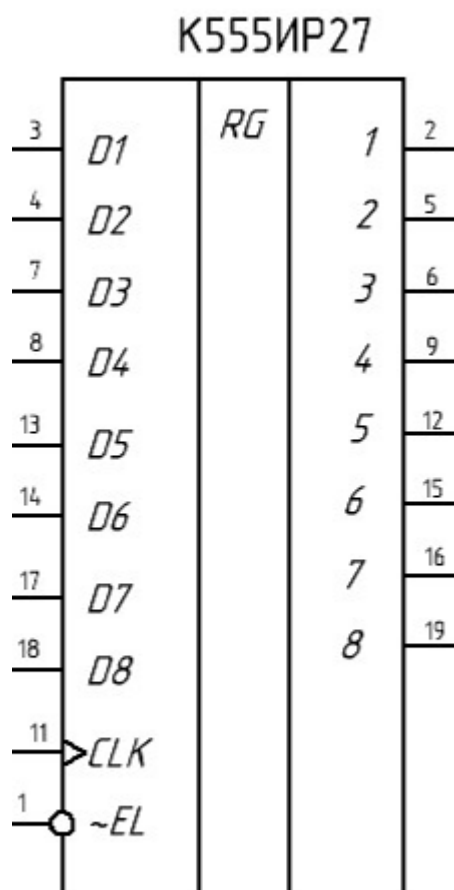 К555ИР27
RG
3 D1 1 2
4 D2 2 5
7 D3 3 6
8 D4 4 9
13 D5 5 12
14 D6 6 15
17 D7 7 16
18 D8 8 19
11 CLK
1 ~EL